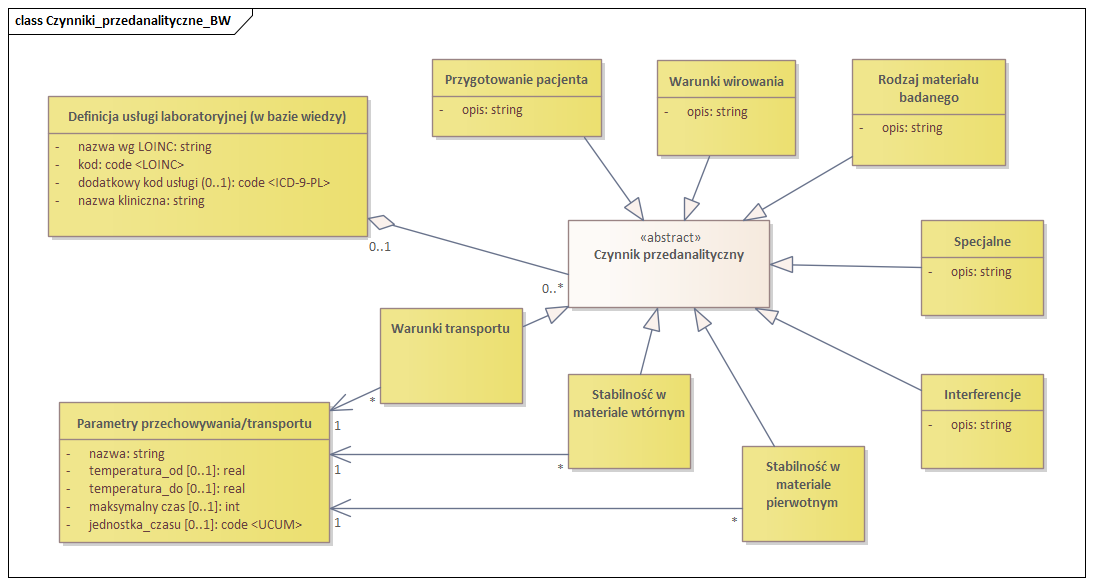 class Czynniki_przedanalityczne_BW
Przygotowanie pacjenta
- opis: string
Warunki wirowania
- opis: string
Rodzaj materiału
badanego
- opis: string
Definicja usługi laboratoryjnej (w bazie wiedzy)
- nazwa wg LOINC: string
- kod: code <LOINC>
- dodatkowy kod usługi (0..1): code <ICD-9-PL>
- nazwa kliniczna: string
0..1
0..*
«abstract»
Czynnik przedanalityczny
Specjalne
- opis: string
Warunki transportu
*
1
Stabilność w
materiale wtórnym
*
1
Interferencje
- opis: string
Parametry przechowywania/transportu
- nazwa: string
- temperatura_od [0..1]: real
- temperatura_do [0..1]: real
- maksymalny czas [0..1]: int
- jednostka_czasu [0..1]: code <UCUM>
Stabilność w
materiale
pierwotnym
*
1